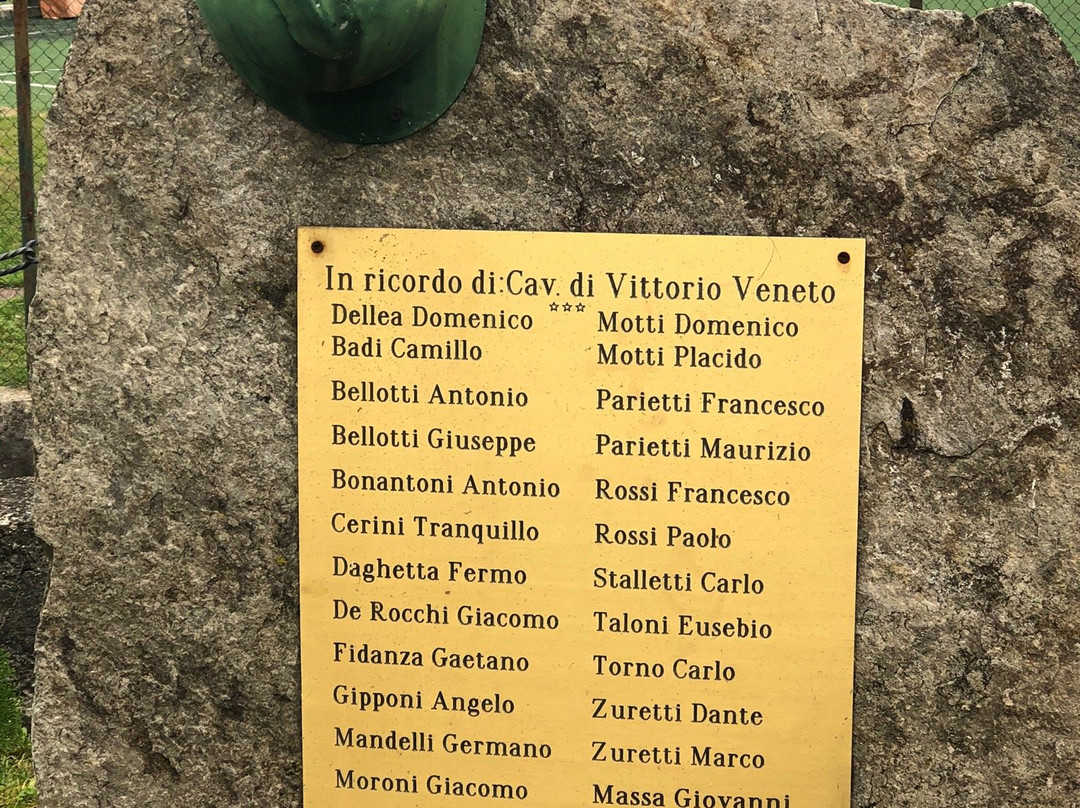 In ricordo di:Cav. di Vittorio Veneto
☆☆☆
Dellea Domenico
Badi Camillo
Bellotti Antonio
Bellotti Giuseppe
Bonantoni Antonio
Cerini Tranquillo
Daghetta Fermo
De Rocchi Giacomo
Fidanza Gaetano
Gipponi Angelo
Mandelli Germano
Moroni Giacomo
Motti Domenico
Motti Placido
Parietti Francesco
Parietti Maurizio
Rossi Francesco
Rossi Paolo
Stalletti Carlo
Taloni Eusebio
Torno Carlo
Zuretti Dante
Zuretti Marco
Massa Giovanni